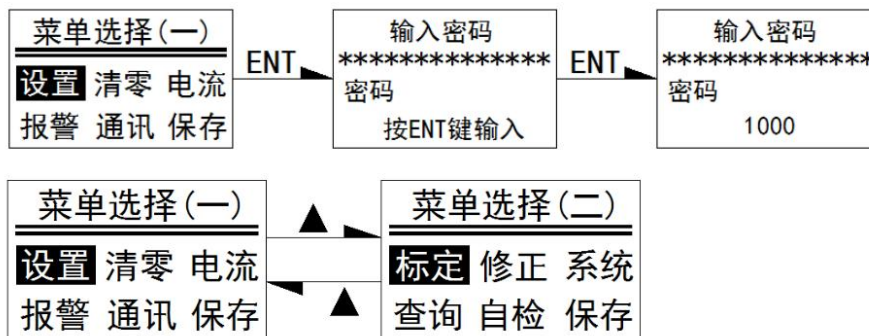 菜单选择(一)
设置 清零 电流
报警 通讯 保存
ENT
输入密码
**************
密码
按ENT键输入
ENT
输入密码
**************
密码
1000
菜单选择(一)
设置 清零 电流
报警 通讯 保存
▲
▲
菜单选择(二)
标定 修正 系统
查询 自检 保存